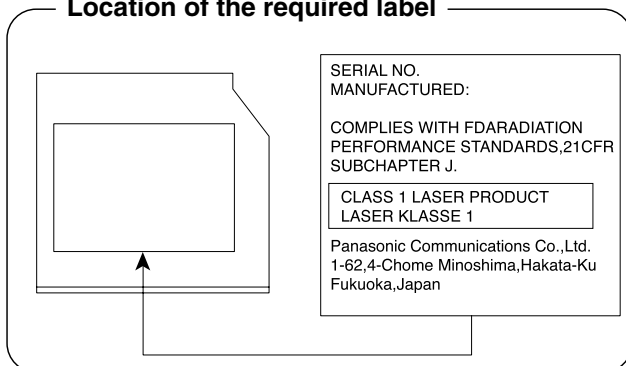 Location of the required label
SERIAL NO.
MANUFACTURED:
COMPLIES WITH FDARADIATION
PERFORMANCE STANDARDS,21CFR
SUBCHAPTER J.
CLASS 1 LASER PRODUCT
LASER KLASSE 1
Panasonic Communications Co.,Ltd.
1-62,4-Chome Minoshima,Hakata-Ku
Fukuoka,Japan